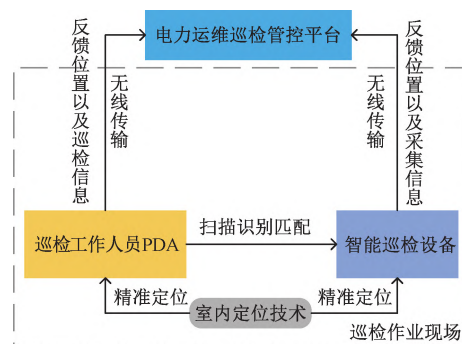 电力运维巡检管控平台
反馈位置以及巡检信息
无线传输
无线传输
反馈位置以及采集信息
巡检工作人员PDA
扫描识别匹配
智能巡检设备
精准定位
室内定位技术
精准定位
巡检作业现场